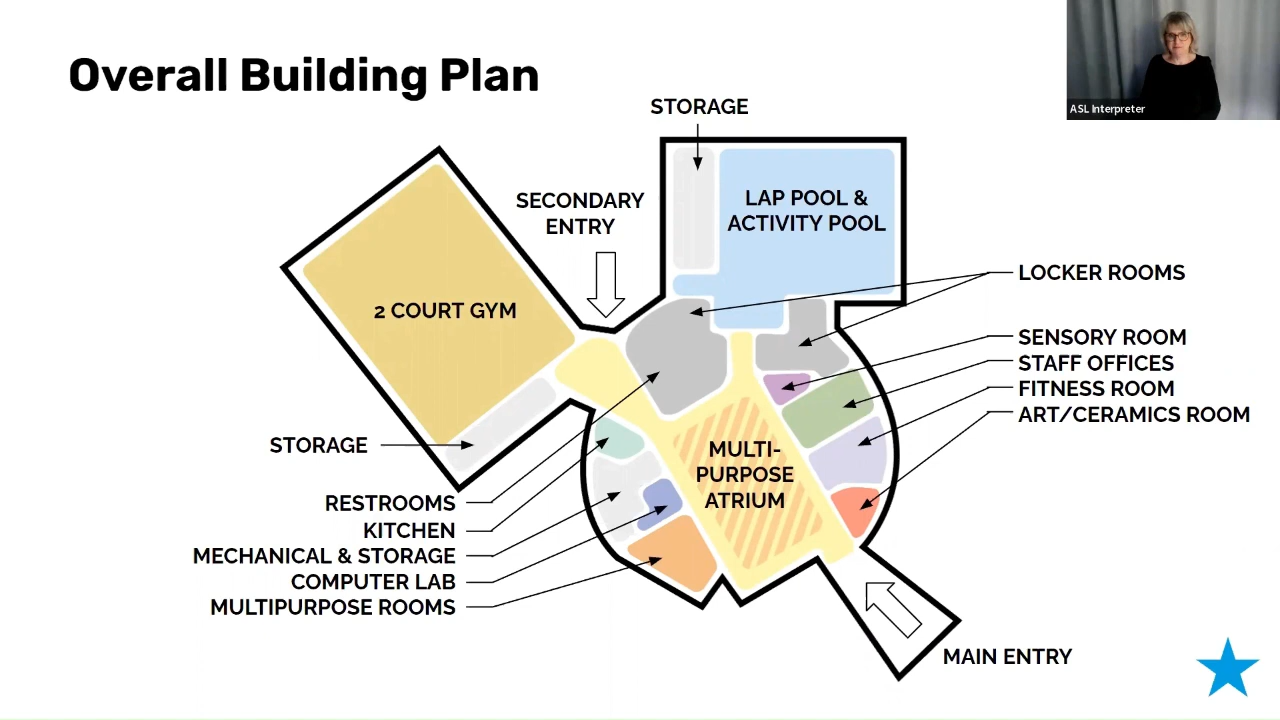 Overall Building Plan
ASL Interpreter
STORAGE
SECONDARY
ENTRY
LAP POOL &
ACTIVITY POOL
2 COURT GYM
LOCKER ROOMS
SENSORY ROOM
STAFF OFFICES
FITNESS ROOM
ART/CERAMICS ROOM
MULTI-
PURPOSE
ATRIUM
STORAGE
RESTROOMS
KITCHEN
MECHANICAL & STORAGE
COMPUTER LAB
MULTIPURPOSE ROOMS
MAIN ENTRY